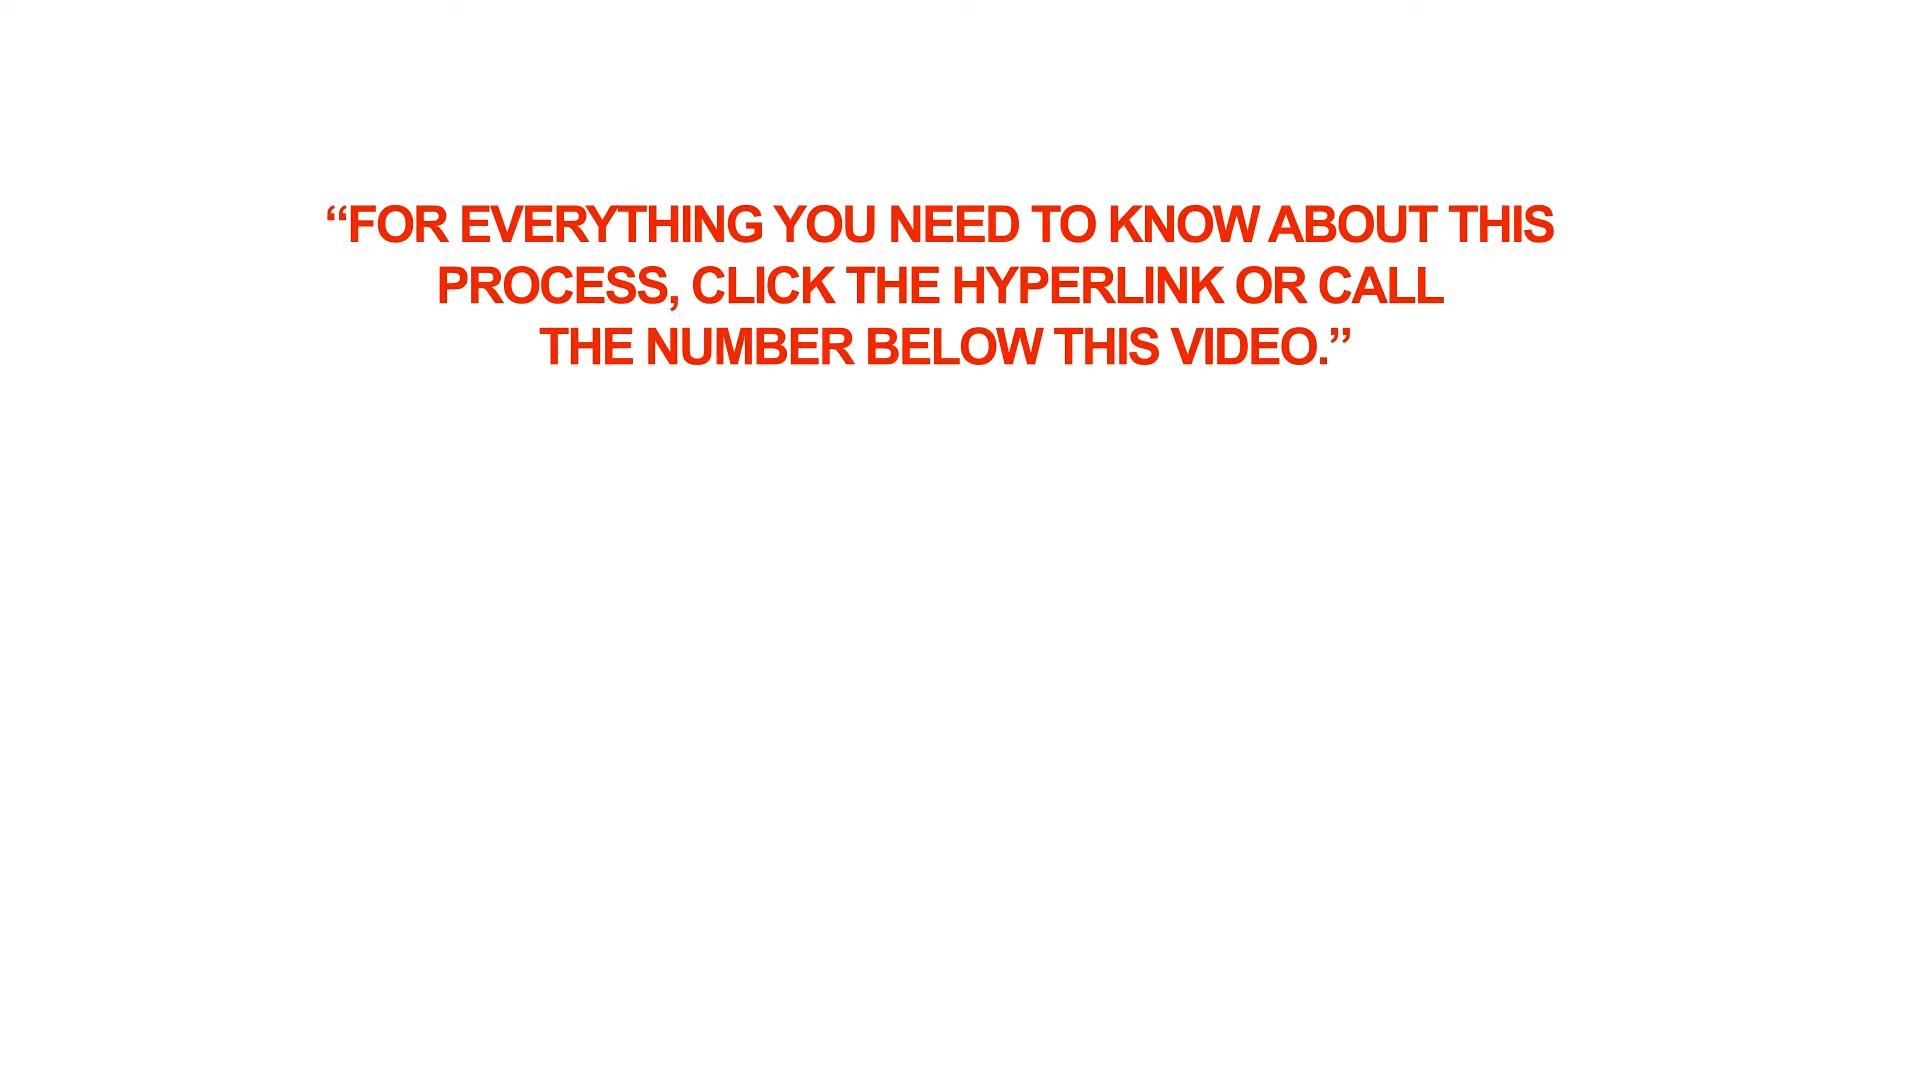 “FOR EVERYTHING YOU NEED TO KNOW ABOUT THIS
PROCESS, CLICK THE HYPERLINK OR CALL
THE NUMBER BELOW THIS VIDEO.”